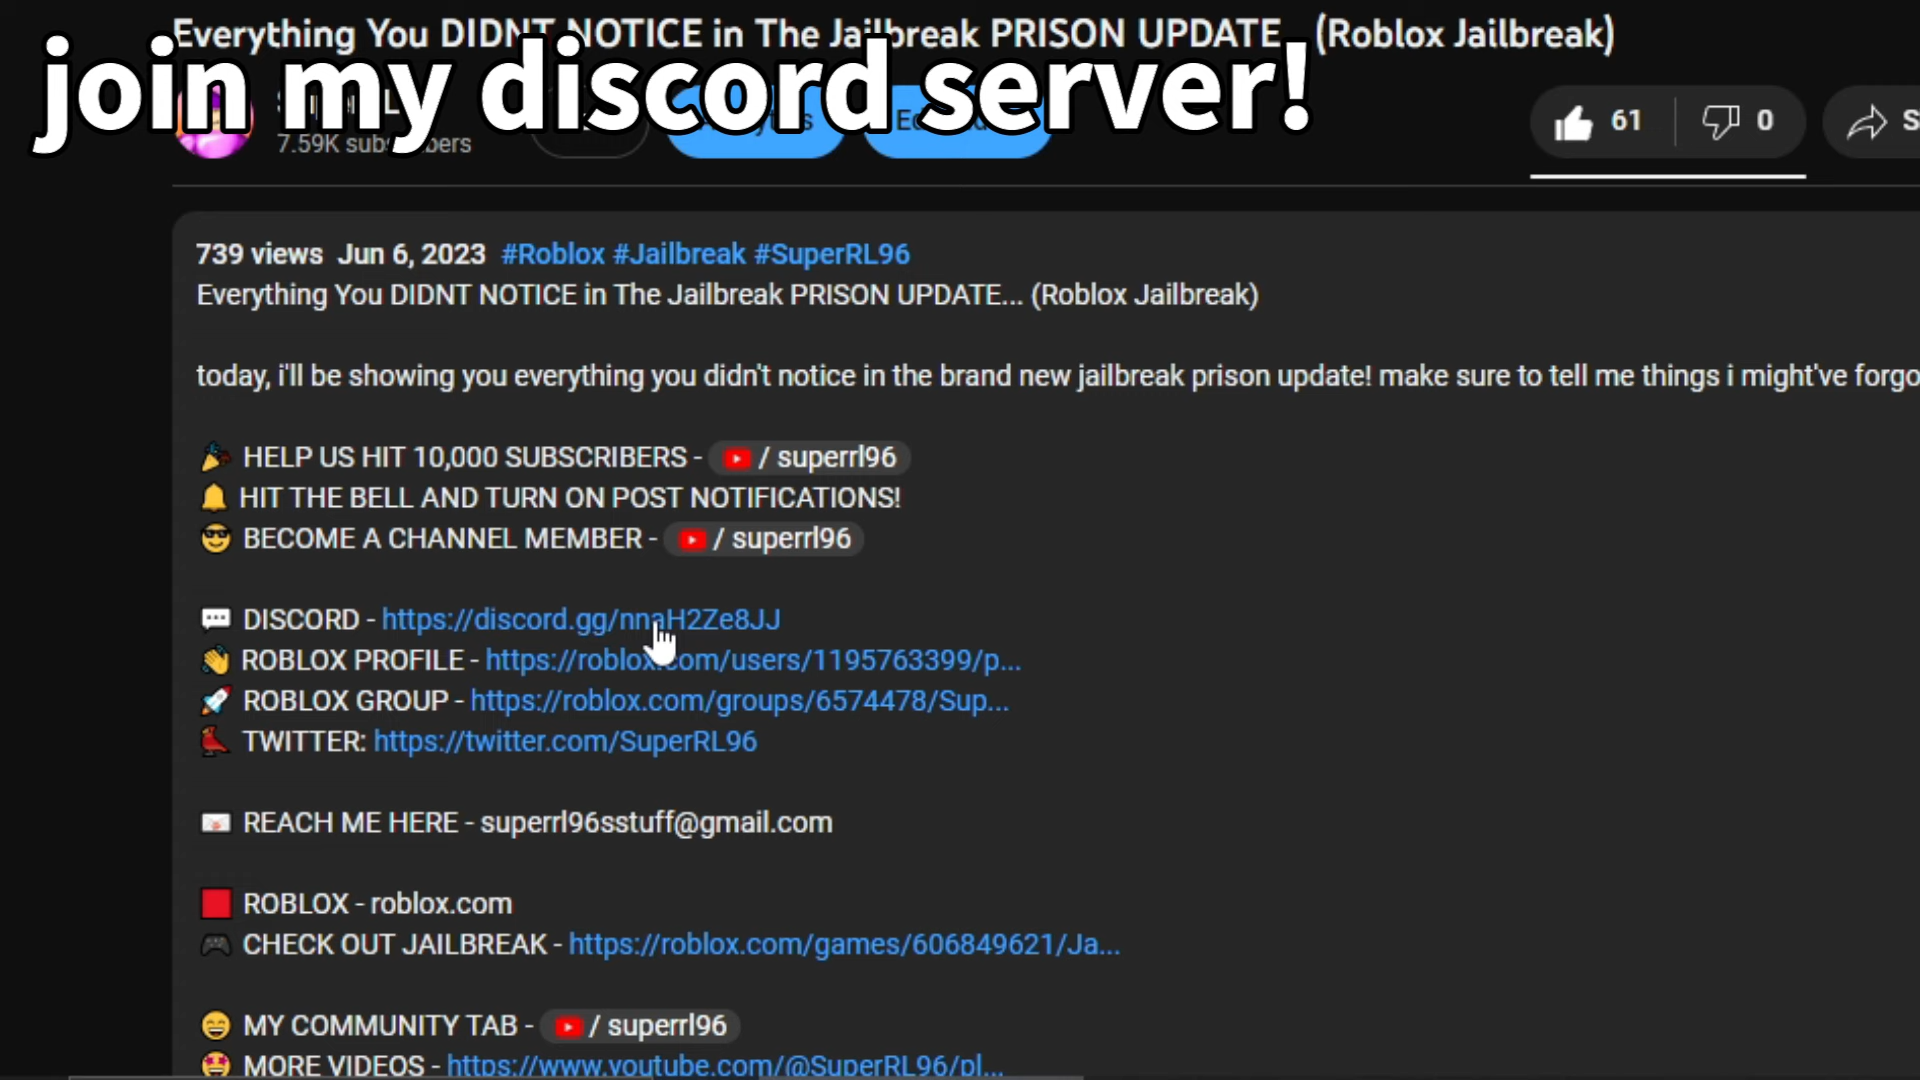 Everything You DIDNT NOTICE in The Jailbreak PRISON UPDATE... (Roblox Jailbreak)
join my discord server!
7.59K subscribers
61
0
739 views Jun 6, 2023 #Roblox #Jailbreak #SuperRL96
Everything You DIDNT NOTICE in The Jailbreak PRISON UPDATE... (Roblox Jailbreak)
today, i'll be showing you everything you didn't notice in the brand new jailbreak prison update! make sure to tell me things i might've forgo
🎉 HELP US HIT 10,000 SUBSCRIBERS - / superrl96
🔔 HIT THE BELL AND TURN ON POST NOTIFICATIONS!
😎 BECOME A CHANNEL MEMBER - / superrl96
💬 DISCORD - https://discord.gg/nnaH2Ze8JJ
👋 ROBLOX PROFILE - https://roblox.com/users/1195763399/p...
🚀 ROBLOX GROUP - https://roblox.com/groups/6574478/Sup...
TWITTER: https://twitter.com/SuperRL96
💌 REACH ME HERE - superrl96sstuff@gmail.com
🟥 ROBLOX - roblox.com
🎮 CHECK OUT JAILBREAK - https://roblox.com/games/606849621/Ja...
😄 MY COMMUNITY TAB - / superrl96
🤩 MORE VIDEOS - https://www.youtube.com/@SuperRL96/pl...